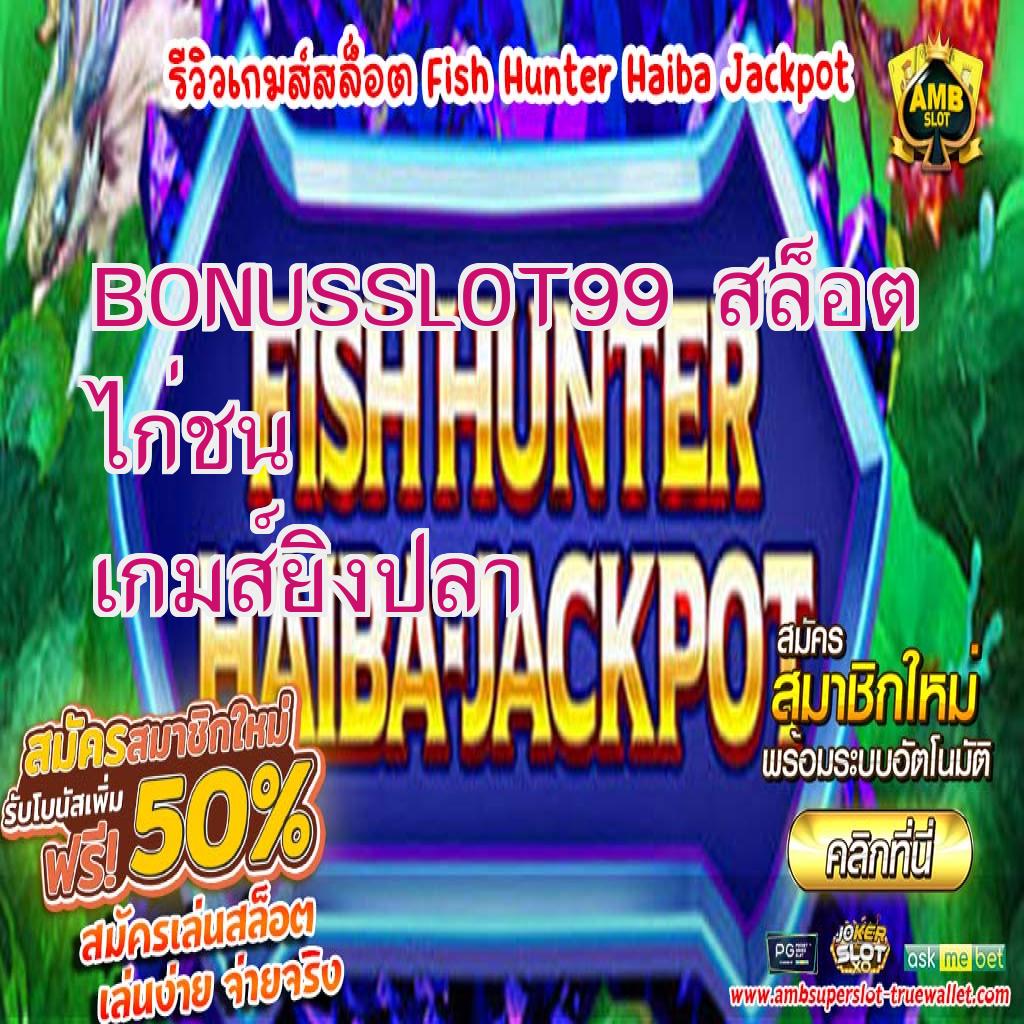 รีวิวเกมส์สล็อต Fish Hunter Haiba Jackpot
AMB
SLOT
BONUSSLOT99 สล็อต
ไก่ชน
เกมส์ยิงปลา
FISH HUNTER
HAIBA JACKPOT
สมัคร
สมาชิกใหม่
พร้อมระบบอัตโนมัติ
คลิกที่นี่
สมัครสมาชิกใหม่
รับโบนัสเพิ่ม
ฟรี! 50%
สมัครเล่นสล็อต
เล่นง่าย จ่ายจริง
PG
JOKER
SLOT
XO
ask me bet
www.ambsuperslot-truewallet.com